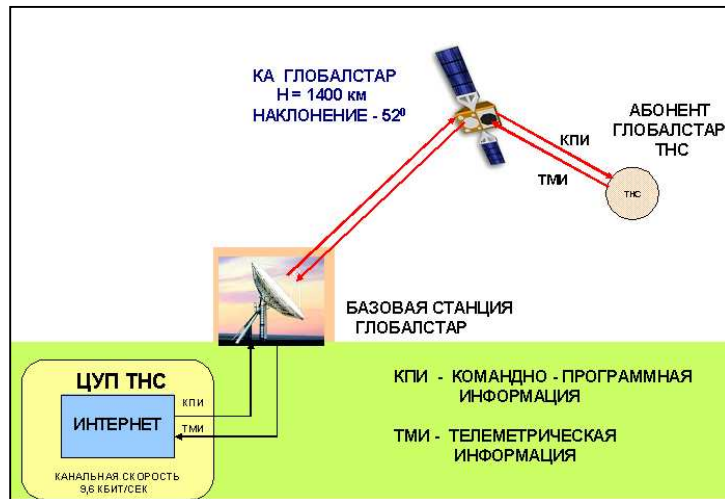 КА ГЛОБАЛСТАР
H = 1400 км
НАКЛОНЕНИЕ - 52⁰
АБОНЕНТ
ГЛОБАЛСТАР
ТНС
КПИ
ТМИ
ТНС
БАЗОВАЯ СТАНЦИЯ
ГЛОБАЛСТАР
ЦУП ТНС
ИНТЕРНЕТ
КПИ
ТМИ
КАНАЛЬНАЯ СКОРОСТЬ
9,6 КБИТ/СЕК
КПИ - КОМАНДНО - ПРОГРАММНАЯ
ИНФОРМАЦИЯ
ТМИ - ТЕЛЕМЕТРИЧЕСКАЯ
ИНФОРМАЦИЯ